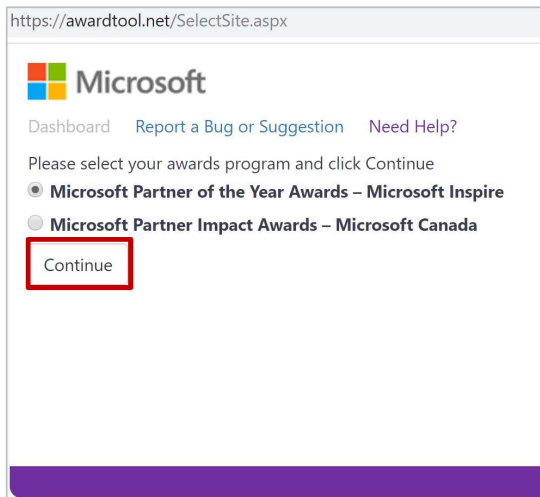 https://awardtool.net/SelectSite.aspx
Microsoft
Dashboard Report a Bug or Suggestion Need Help?
Please select your awards program and click Continue
Microsoft Partner of the Year Awards – Microsoft Inspire
Microsoft Partner Impact Awards – Microsoft Canada
Continue